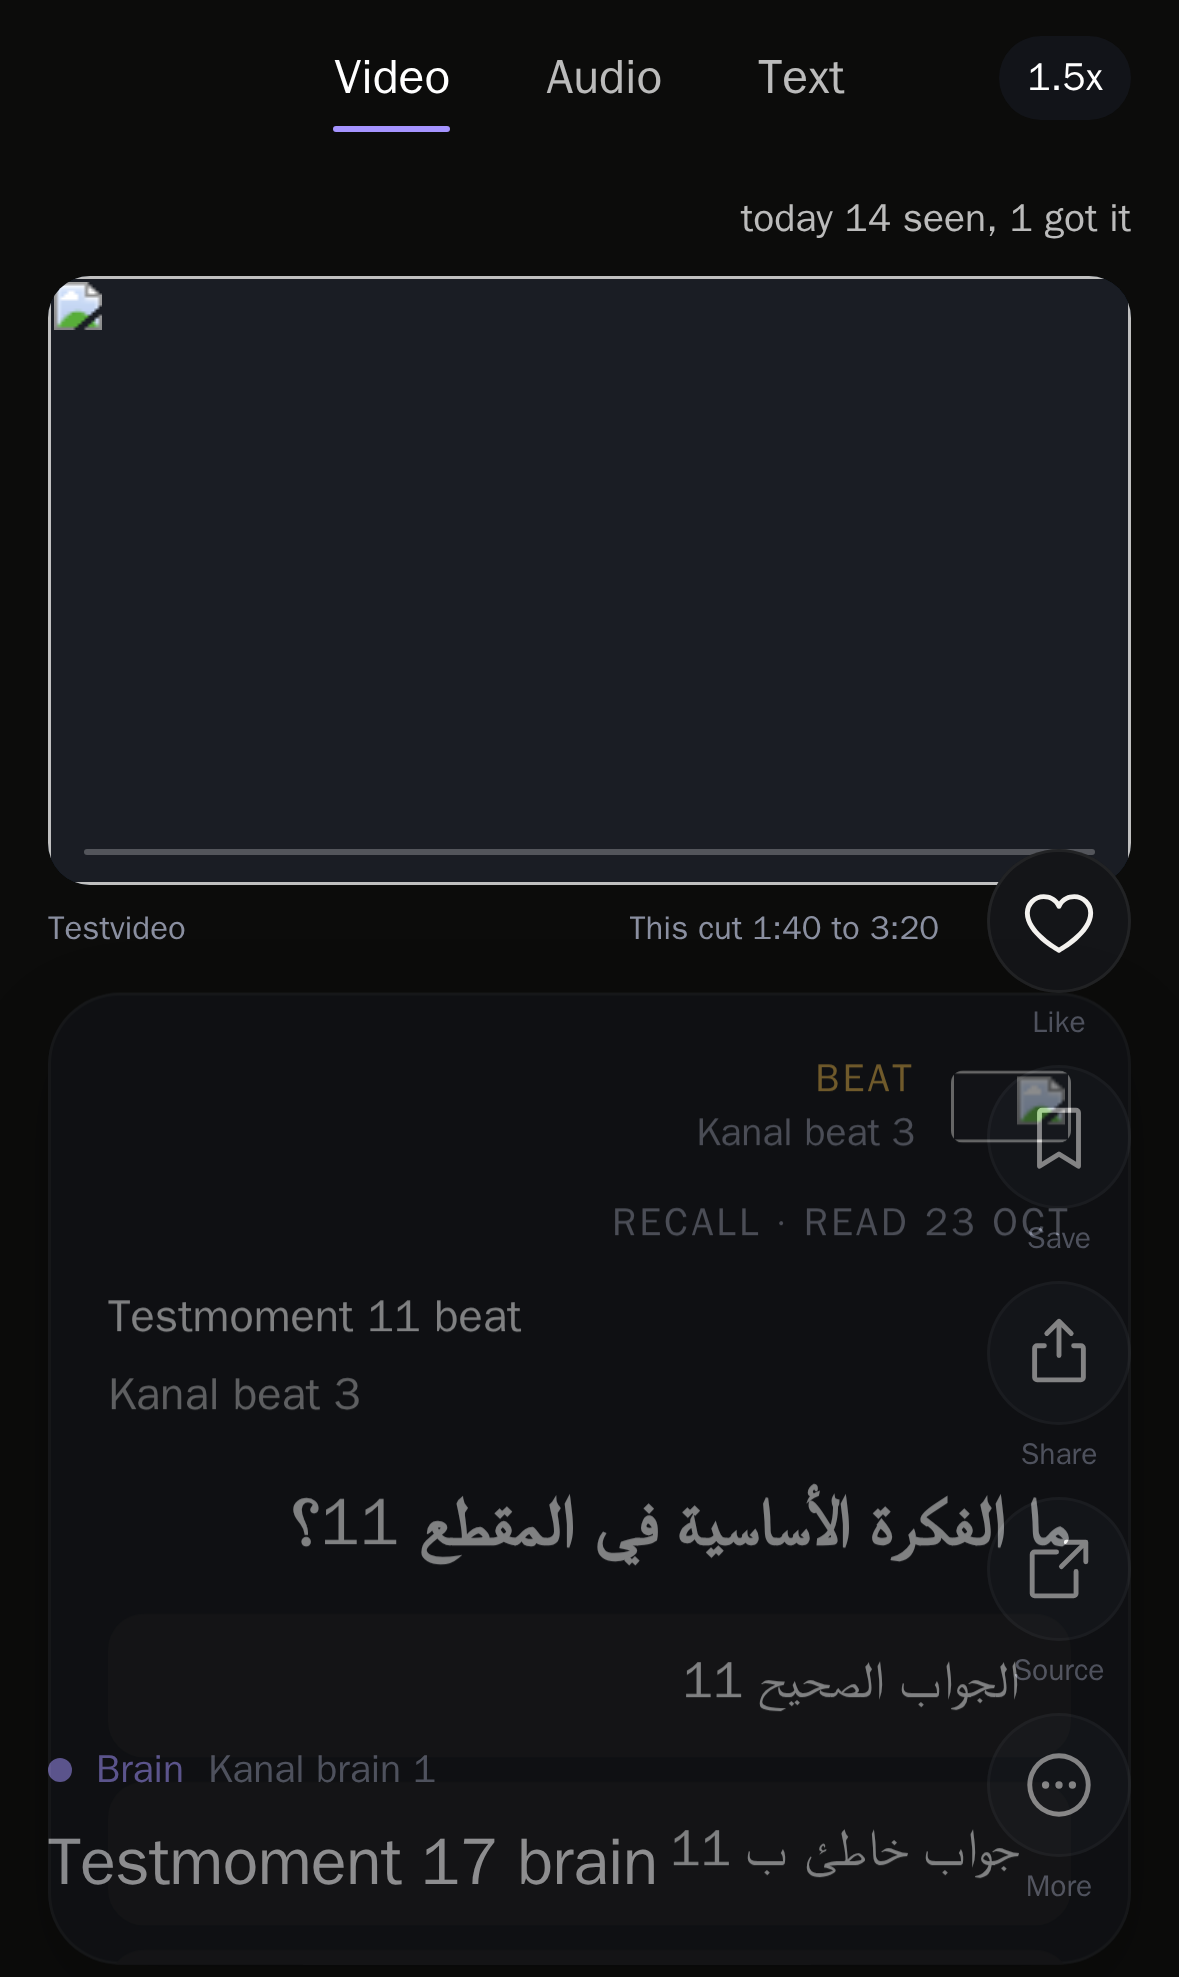 Video Audio Text 1.5x
today 14 seen, 1 got it
Testvideo This cut 1:40 to 3:20
Like
BEAT
Kanal beat 3
RECALL · READ 23 OCT
Save
Testmoment 11 beat
Kanal beat 3
Share
ما الفكرة الأساسية في المقطع 11؟
الجواب الصحيح 11
Source
Brain Kanal brain 1
جواب خاطئ ب 11
Testmoment 17 brain
More